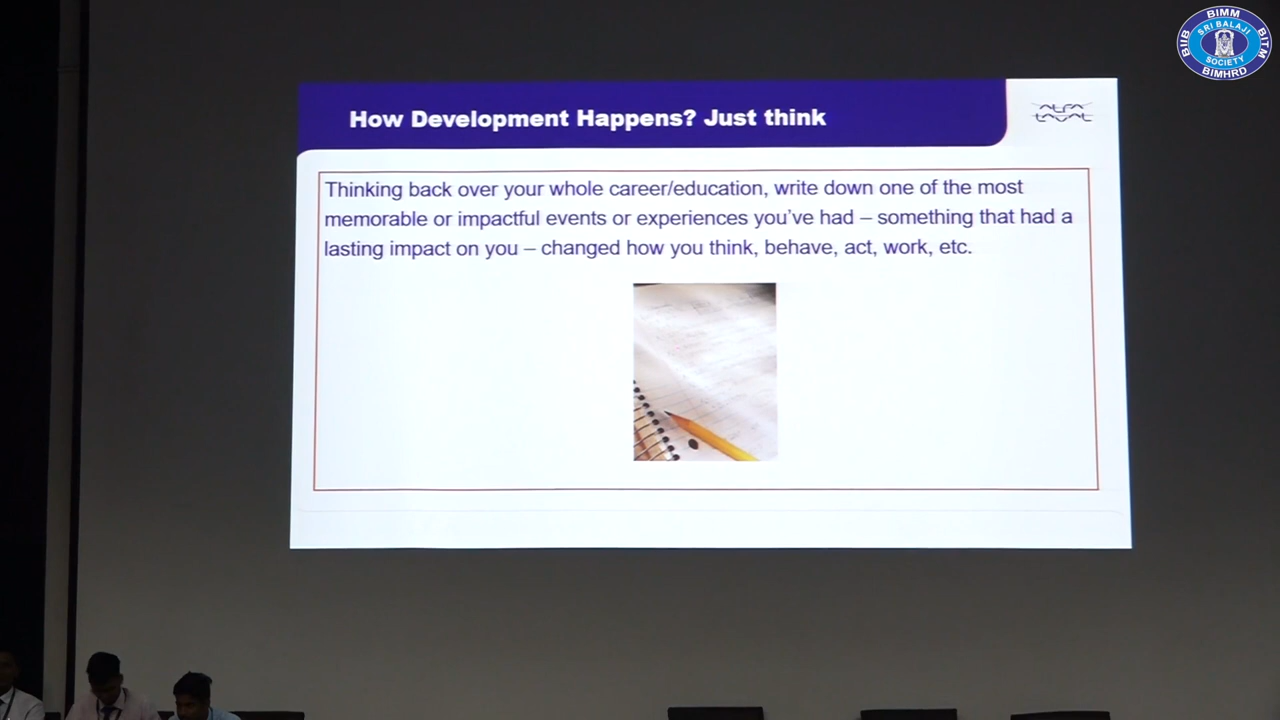 BIMM
BIIB
SRI BALAJI
BITM
SOCIETY
BIMHRD
How Development Happens? Just think
ALFA
LAVAL
Thinking back over your whole career/education, write down one of the most
memorable or impactful events or experiences you’ve had – something that had a
lasting impact on you – changed how you think, behave, act, work, etc.